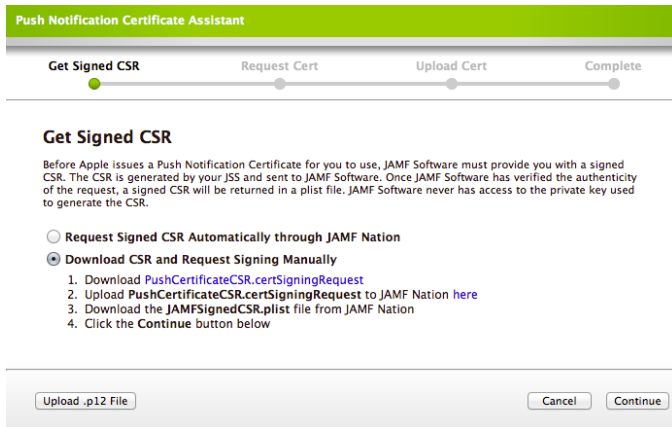 Push Notification Certificate Assistant
Get Signed CSR
Request Cert
Upload Cert
Complete
Get Signed CSR
Before Apple issues a Push Notification Certificate for you to use, JAMF Software must provide you with a signed
CSR. The CSR is generated by your JSS and sent to JAMF Software. Once JAMF Software has verified the authenticity
of the request, a signed CSR will be returned in a plist file. JAMF Software never has access to the private key used
to generate the CSR.
Request Signed CSR Automatically through JAMF Nation
Download CSR and Request Signing Manually
1. Download PushCertificateCSR.certSigningRequest
2. Upload PushCertificateCSR.certSigningRequest to JAMF Nation here
3. Download the JAMFSignedCSR.plist file from JAMF Nation
4. Click the Continue button below
Upload .p12 File
Cancel
Continue